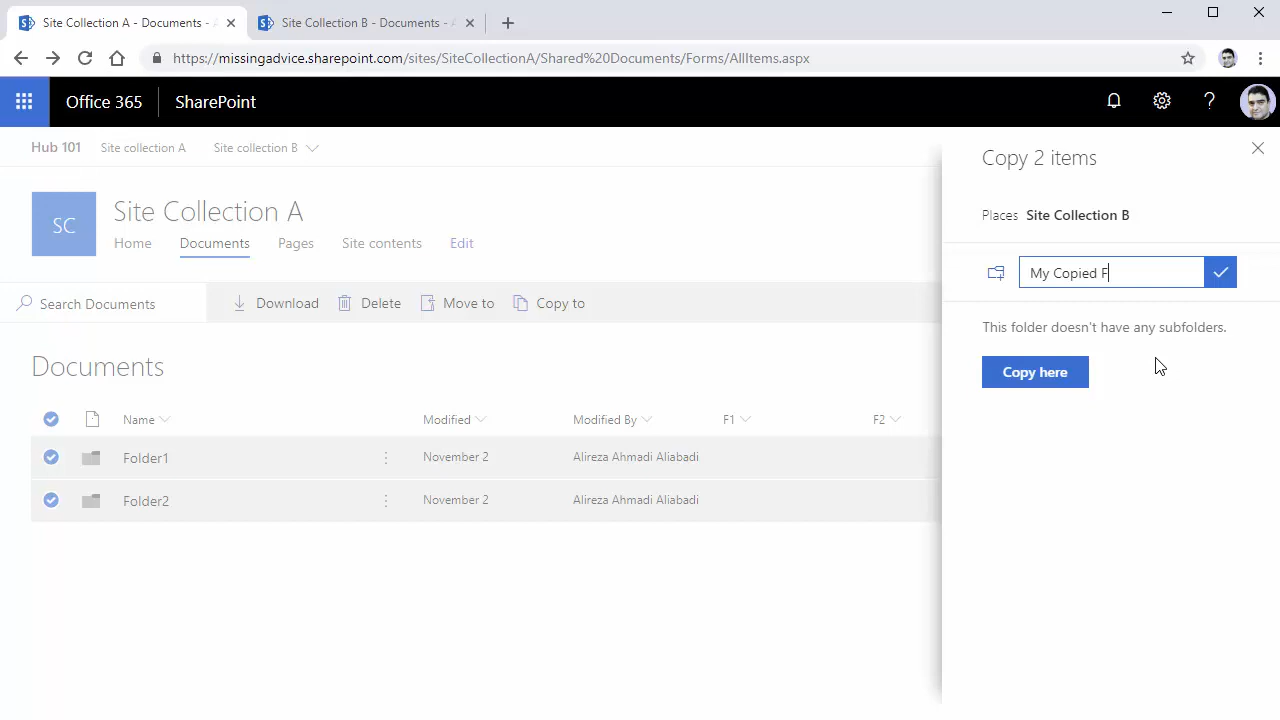 Site Collection A - Documents -
Site Collection B - Documents -
https://missingadvice.sharepoint.com/sites/SiteCollectionA/Shared%20Documents/Forms/AllItems.aspx
Office 365 SharePoint ?
Hub 101 Site collection A Site collection B
SC
Site Collection A
Home Documents Pages Site contents Edit
Search Documents Download Delete Move to Copy to
Documents
Name Modified Modified By F1 F2
Folder1 November 2 Alireza Ahmadi Aliabadi
Folder2 November 2 Alireza Ahmadi Aliabadi
Copy 2 items
Places Site Collection B
My Copied F
This folder doesn't have any subfolders.
Copy here